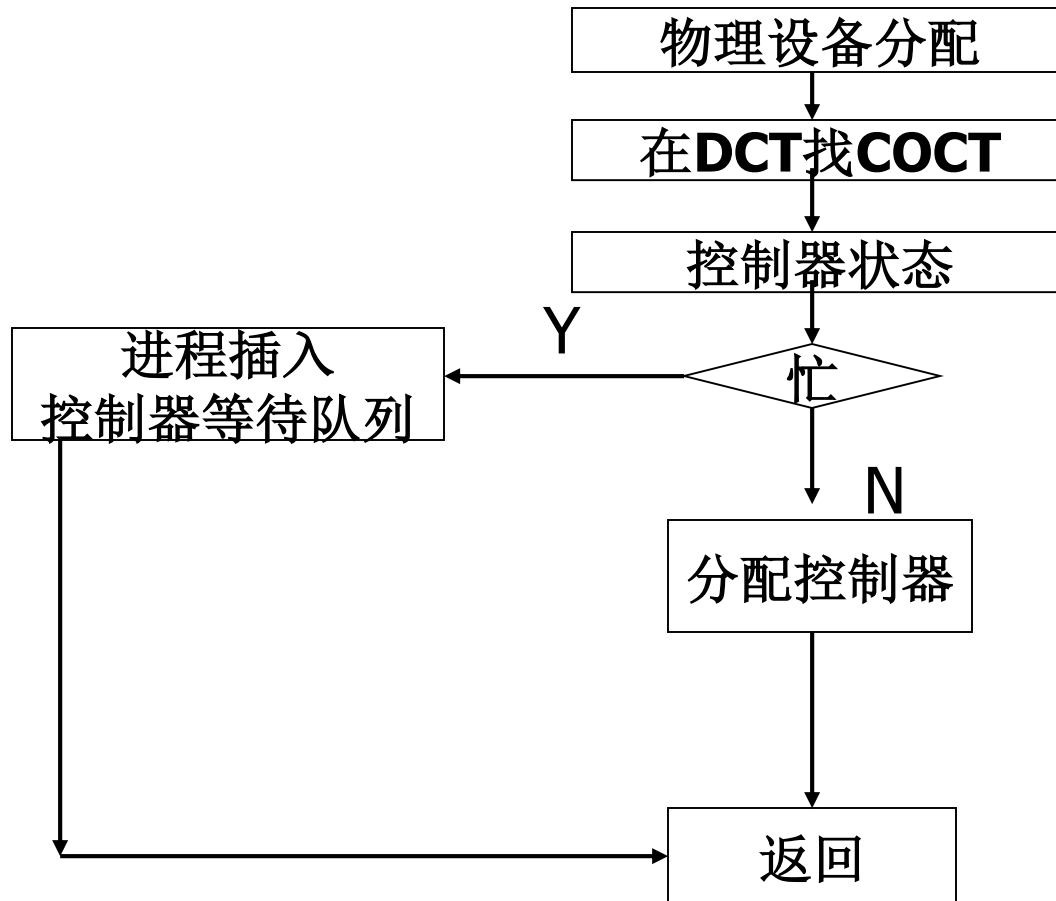 物理设备分配
在DCT找COCT
控制器状态
Y
进程插入
控制器等待队列
忙
N
分配控制器
返回